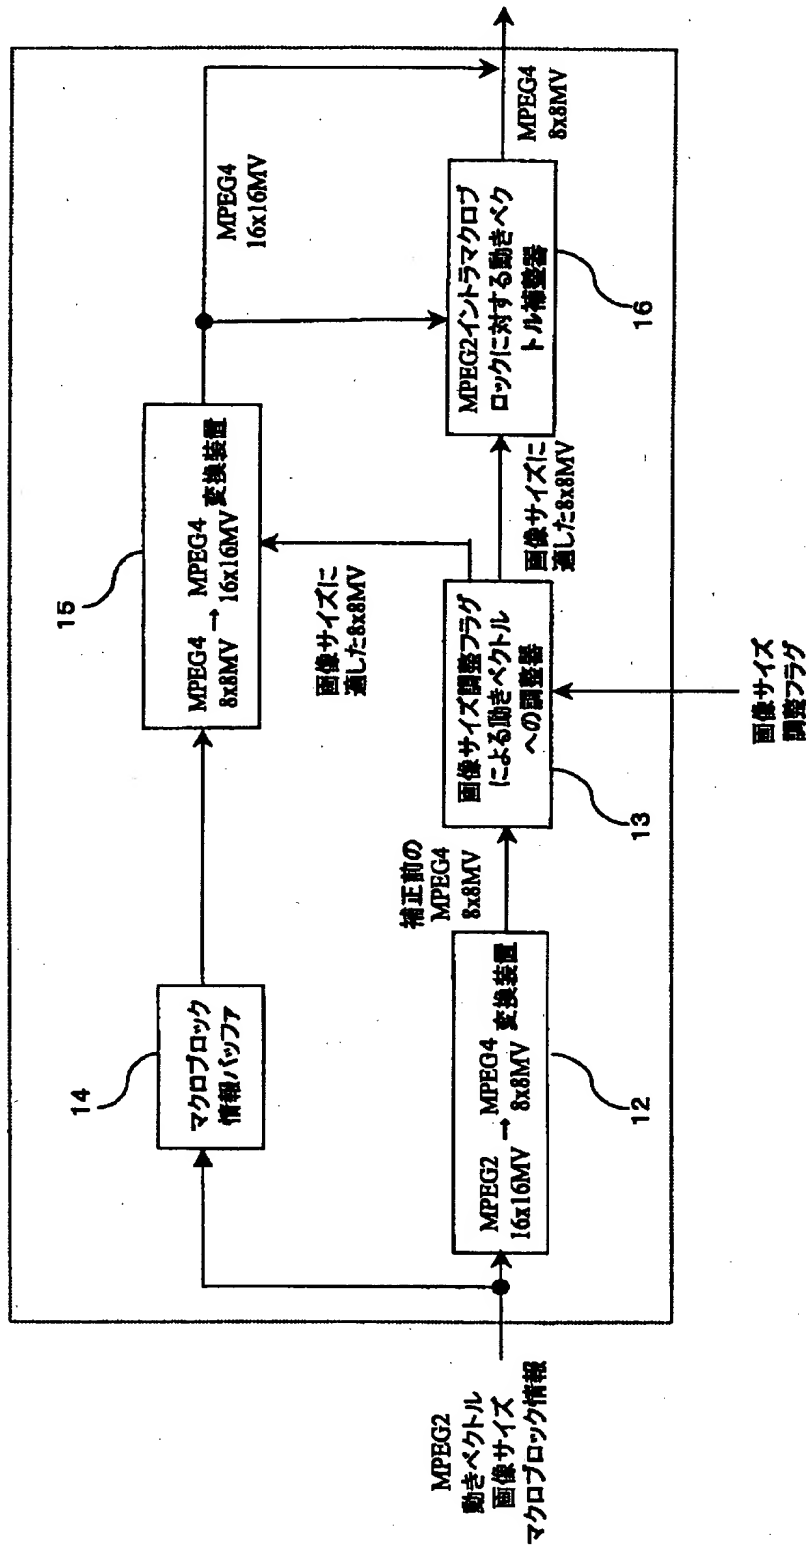 MPEG2
動きベクトル
画像サイズ
マクロブロック情報
14
マクロブロック
情報バッファ
MPEG2 → MPEG4
16x16MV 8x8MV
変換装置
12
補正前の
MPEG4
8x8MV
画像サイズ調整フラグ
による動きベクトル
への調整器
13
画像サイズ
調整フラグ
画像サイズに
適した8x8MV
15
MPEG4 → MPEG4
8x8MV 16x16MV
変換装置
画像サイズに
適した8x8MV
MPEG2イントラマクロブ
ロックに対する動きベク
トル補整器
16
MPEG4
16x16MV
MPEG4
8x8MV